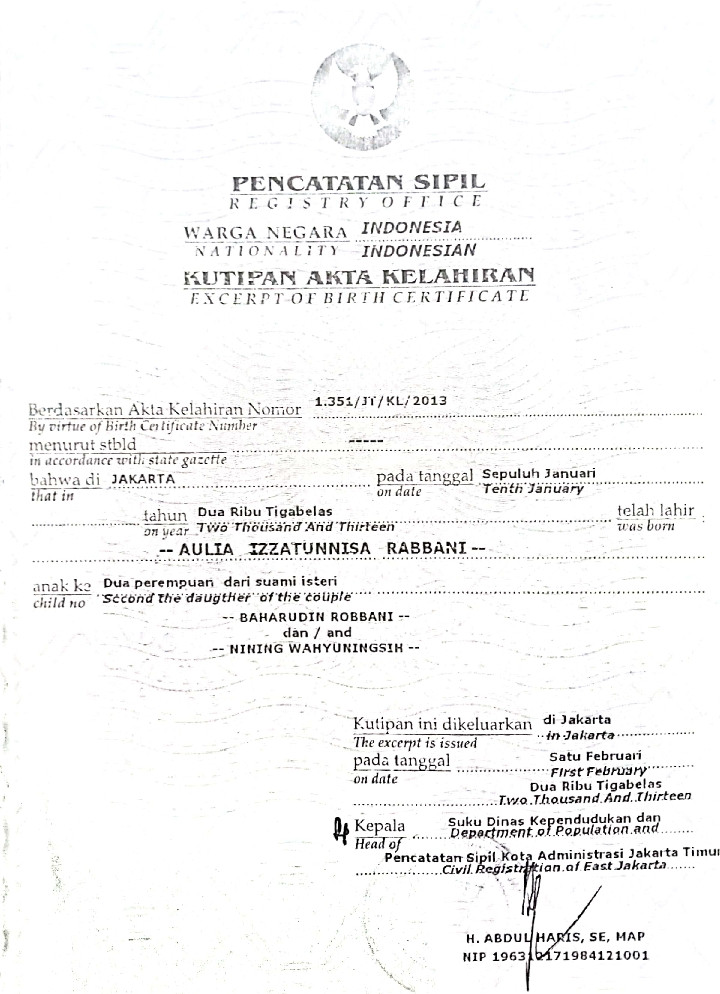 PENCATATAN SIPIL
REGISTRY OFFICE
WARGA NEGARA INDONESIA
NATIONALITY INDONESIAN
KUTIPAN AKTA KELAHIRAN
EXCERPT OF BIRTH CERTIFICATE
Berdasarkan Akta Kelahiran Nomor 1.351/JT/KL/2013
By virtue of Birth Certificate Number
menurut stbld -----
in accordance with state gazette
bahwa di JAKARTA pada tanggal Sepuluh Januari
that in on date Tenth January
tahun Dua Ribu Tigabelas telah lahir
on year Two Thousand And Thirteen was born
-- AULIA IZZATUNNISA RABBANI --
anak ke Dua perempuan dari suami isteri
child no Second the daugther of the couple
-- BAHARUDIN ROBBANI --
dan / and
-- NINING WAHYUNINGSIH --
Kutipan ini dikeluarkan di Jakarta
The excerpt is issued in Jakarta
pada tanggal Satu Februari
on date First February
Dua Ribu Tigabelas
Two Thousand And Thirteen
Kepala Suku Dinas Kependudukan dan
Head of Department of Population and
Pencatatan Sipil Kota Administrasi Jakarta Timur
Civil Registration of East Jakarta
H. ABDUL HARIS, SE, MAP
NIP 196312171984121001